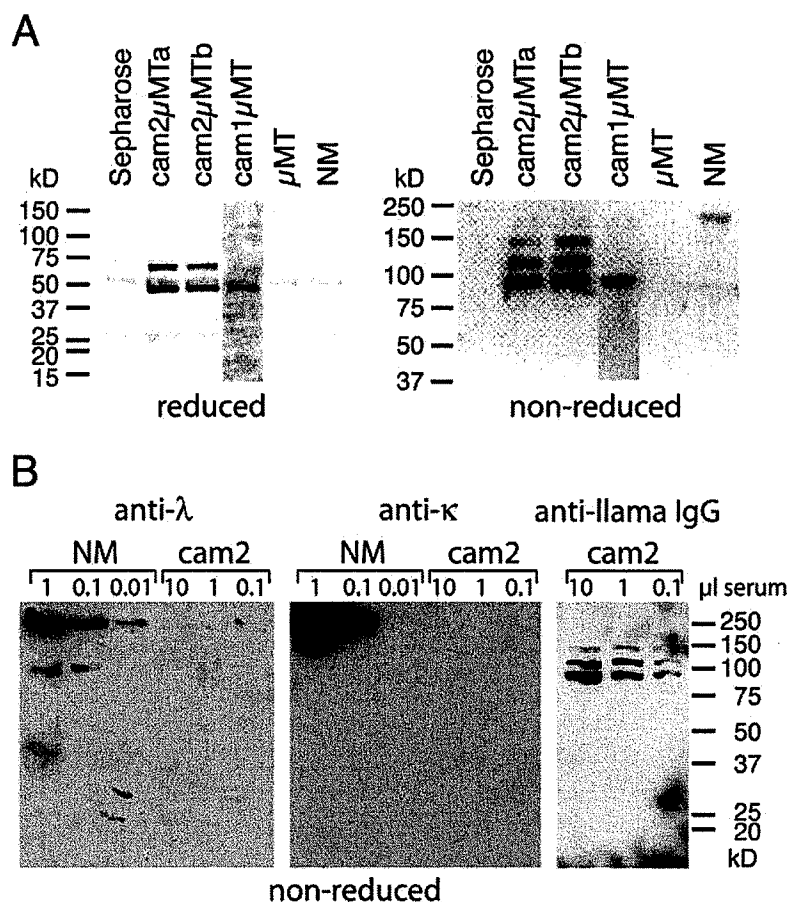 A
Sepharose cam2μMTa cam2μMTb cam1μMT μMT NM
kD
150
100
75
50
37
25
20
15
reduced
Sepharose cam2μMTa cam2μMTb cam1μMT μMT NM
kD
250
150
100
75
50
37
non-reduced
B
anti-λ anti-κ anti-llama IgG
NM cam2 NM cam2 cam2
1 0.1 0.01 10 1 0.1 1 0.1 0.01 10 1 0.1 10 1 0.1 μl serum
250
150
100
75
50
37
25
20
kD
non-reduced